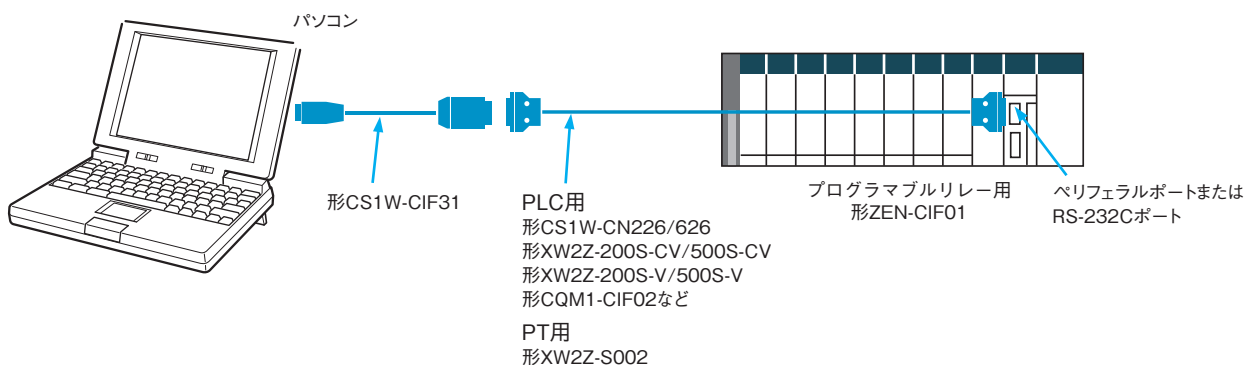 パソコン
形CS1W-CIF31
PLC用
形CS1W-CN226/626
形XW2Z-200S-CV/500S-CV
形XW2Z-200S-V/500S-V
形CQM1-CIF02など
PT用
形XW2Z-S002
プログラマブルリレー用
形ZEN-CIF01
ペリフェラルポートまたは
RS-232Cポート